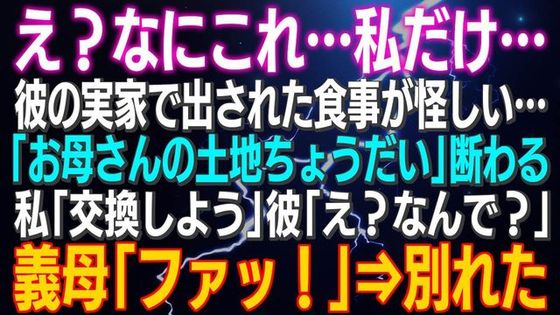 え？なにこれ…私だけ…
彼の実家で出された食事が怪しい…
「お母さんの土地ちょうだい」断わる
私「交換しよう」彼「え？なんで？」
義母「ファッ！」⇒別れた